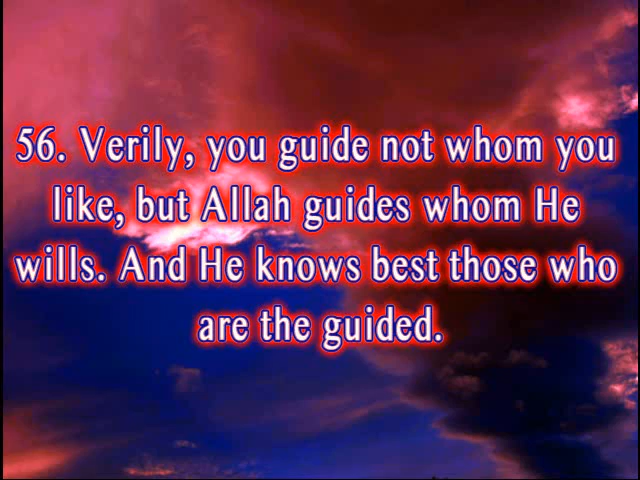 56. Verily, you guide not whom you
like, but Allah guides whom He
wills. And He knows best those who
are the guided.